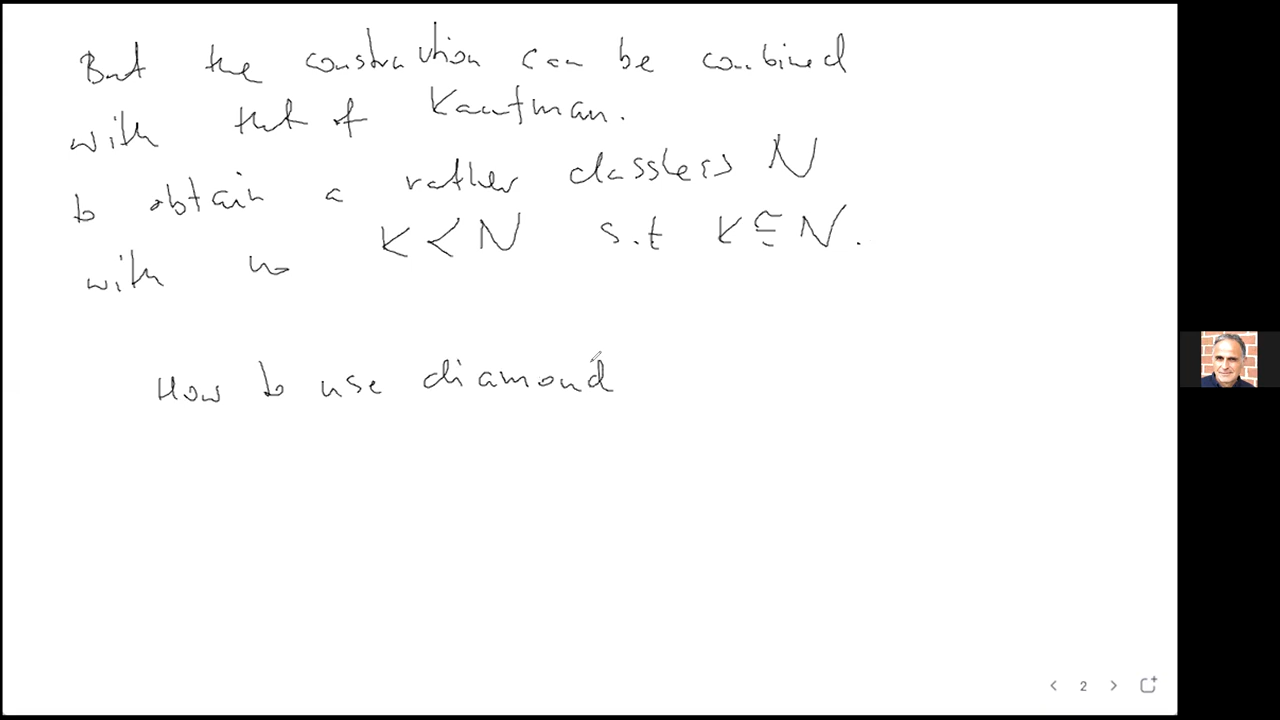 But the construction can be combined
with that of Kaufman.
to obtain a rather classless N
with no K ≺ N s.t K ⊆ N.
How to use diamond
< 2 >